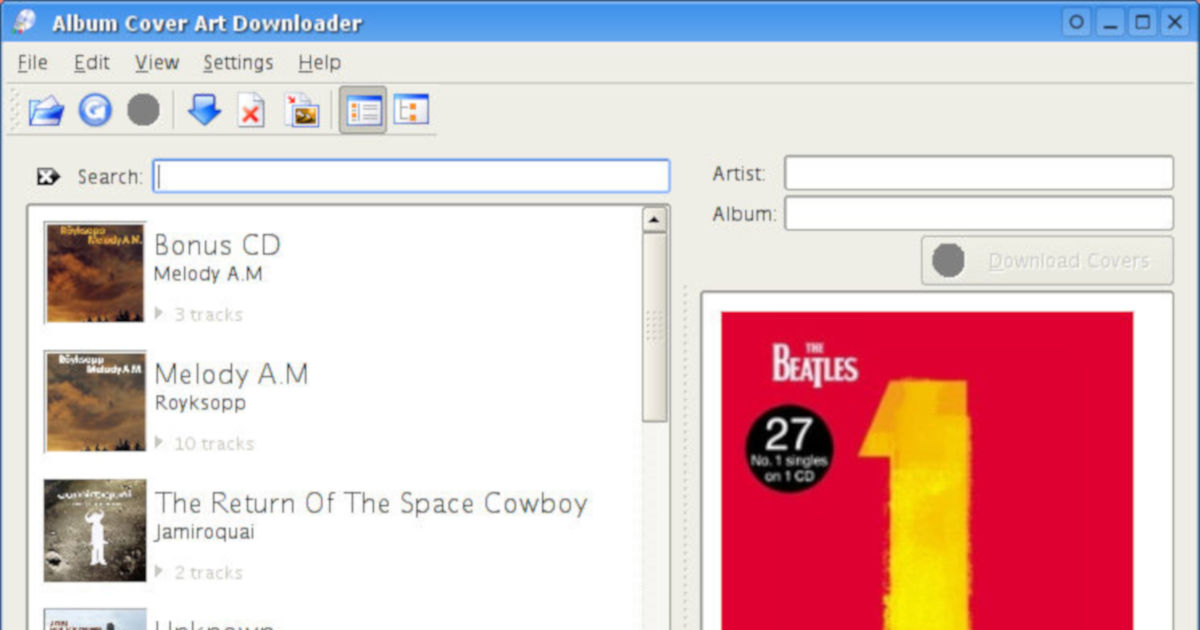 Album Cover Art Downloader
File Edit View Settings Help
Search:
Artist:
Album:
Download Covers
Röyksopp
Melody A.M.
Bonus CD
Melody A.M
3 tracks
Röyksopp
Melody A.M.
Melody A.M
Royksopp
10 tracks
jamiroquai
The Return Of The Space Cowboy
Jamiroquai
2 tracks
Unknown
THE
BEATLES
27
No. 1 singles
on 1 CD
1